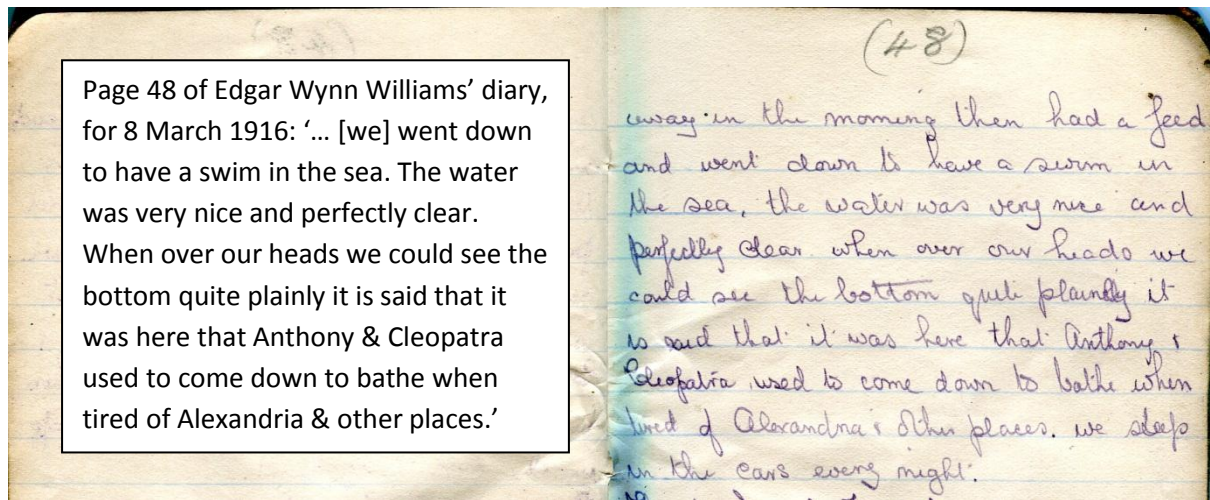 Page 48 of Edgar Wynn Williams’ diary,
for 8 March 1916: ‘… [we] went down
to have a swim in the sea. The water
was very nice and perfectly clear.
When over our heads we could see the
bottom quite plainly it is said that it
was here that Anthony & Cleopatra
used to come down to bathe when
tired of Alexandria & other places.’
(48)
away in the morning then had a feed
and went down to have a swim in
the sea, the water was very nice and
perfectly clear when over our heads we
could see the bottom quite plainly it
is said that it was here that Anthony &
Cleopatra used to come down to bathe when
tired of Alexandria & other places. we sleep
in the cars every night.